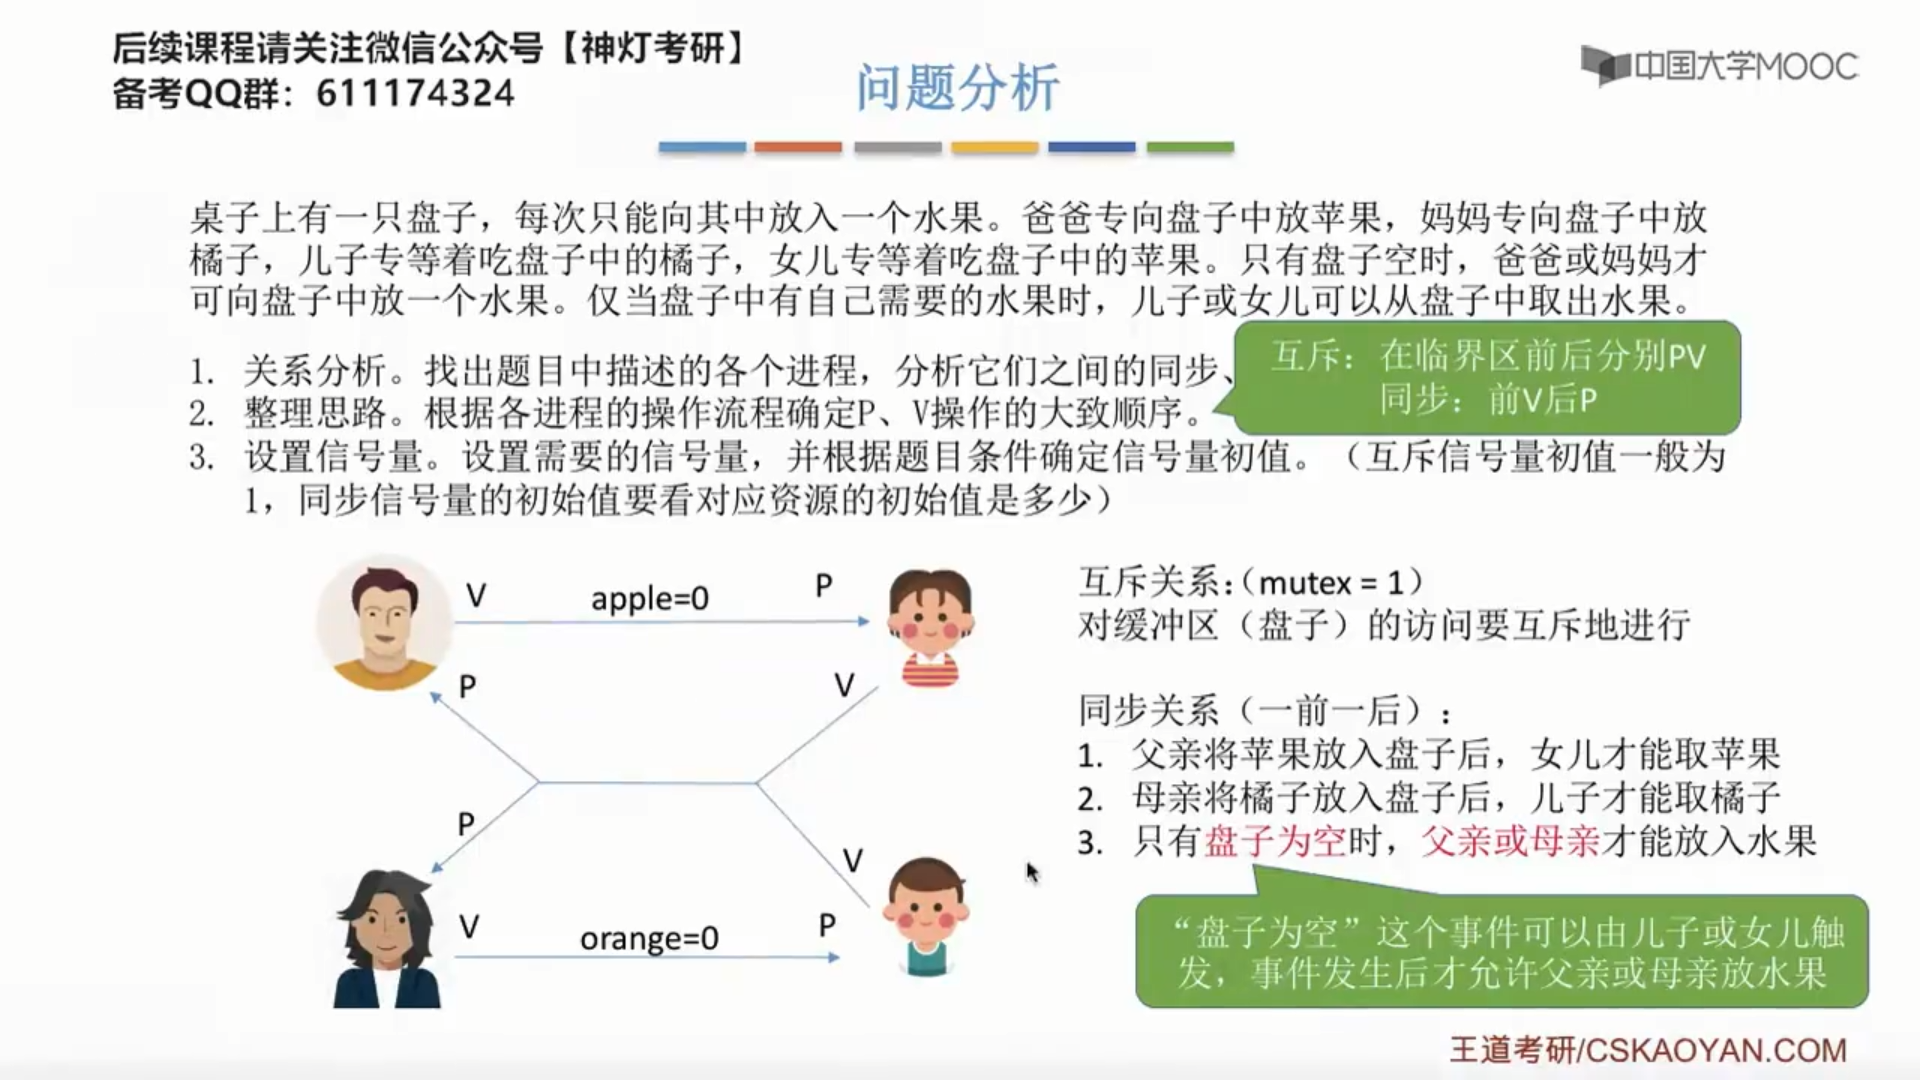 后续课程请关注微信公众号【神灯考研】
备考QQ群：611174324
问题分析
中国大学MOOC
桌子上有一只盘子，每次只能向其中放入一个水果。爸爸专向盘子中放苹果，妈妈专向盘子中放
橘子，儿子专等着吃盘子中的橘子，女儿专等着吃盘子中的苹果。只有盘子空时，爸爸或妈妈才
可向盘子中放一个水果。仅当盘子中有自己需要的水果时，儿子或女儿可以从盘子中取出水果。
1. 关系分析。找出题目中描述的各个进程，分析它们之间的同步、
互斥：在临界区前后分别PV
同步：前V后P
2. 整理思路。根据各进程的操作流程确定P、V操作的大致顺序。
3. 设置信号量。设置需要的信号量，并根据题目条件确定信号量初值。（互斥信号量初值一般为
1，同步信号量的初始值要看对应资源的初始值是多少）
V apple=0 P
P V
P V
V orange=0 P
互斥关系：（mutex = 1）
对缓冲区（盘子）的访问要互斥地进行
同步关系（一前一后）：
1. 父亲将苹果放入盘子后，女儿才能取苹果
2. 母亲将橘子放入盘子后，儿子才能取橘子
3. 只有盘子为空时，父亲或母亲才能放入水果
“盘子为空”这个事件可以由儿子或女儿触
发，事件发生后才允许父亲或母亲放水果
王道考研/CSKAOYAN.COM